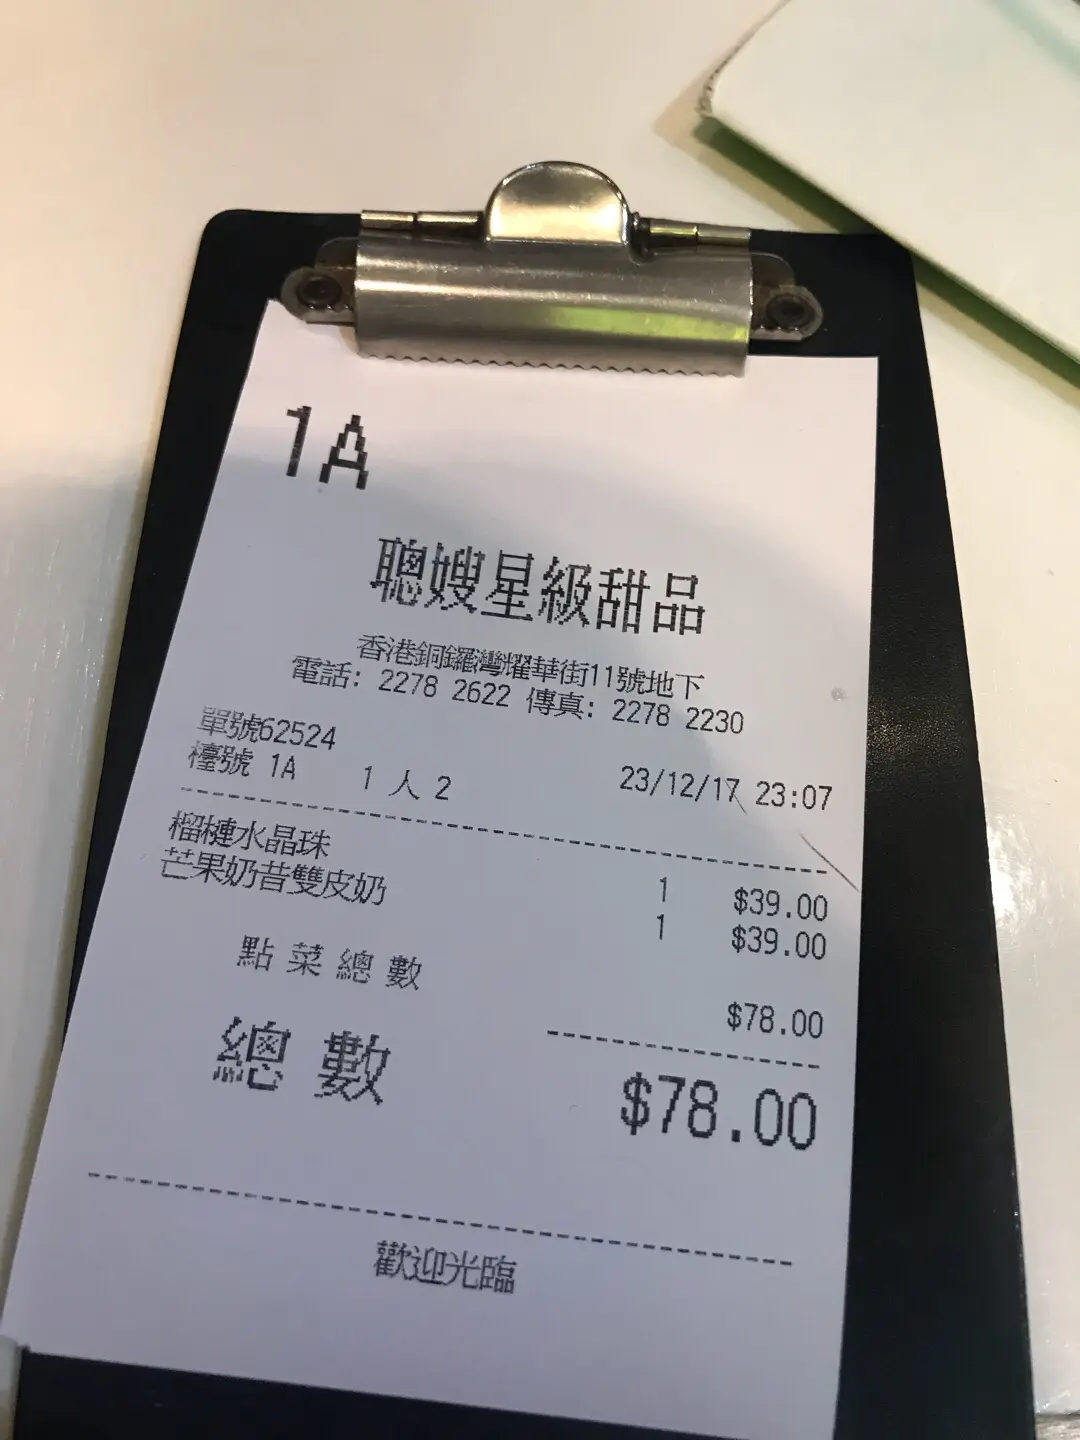 1A
聰嫂星級甜品
香港銅鑼灣耀華街11號地下
電話: 2278 2622 傳真: 2278 2230
單號62524
檯號 1A 1 人 2 23/12/17 23:07
榴槤水晶珠 1 $39.00
芒果奶昔雙皮奶 1 $39.00
點菜總數 $78.00
總數 $78.00
歡迎光臨